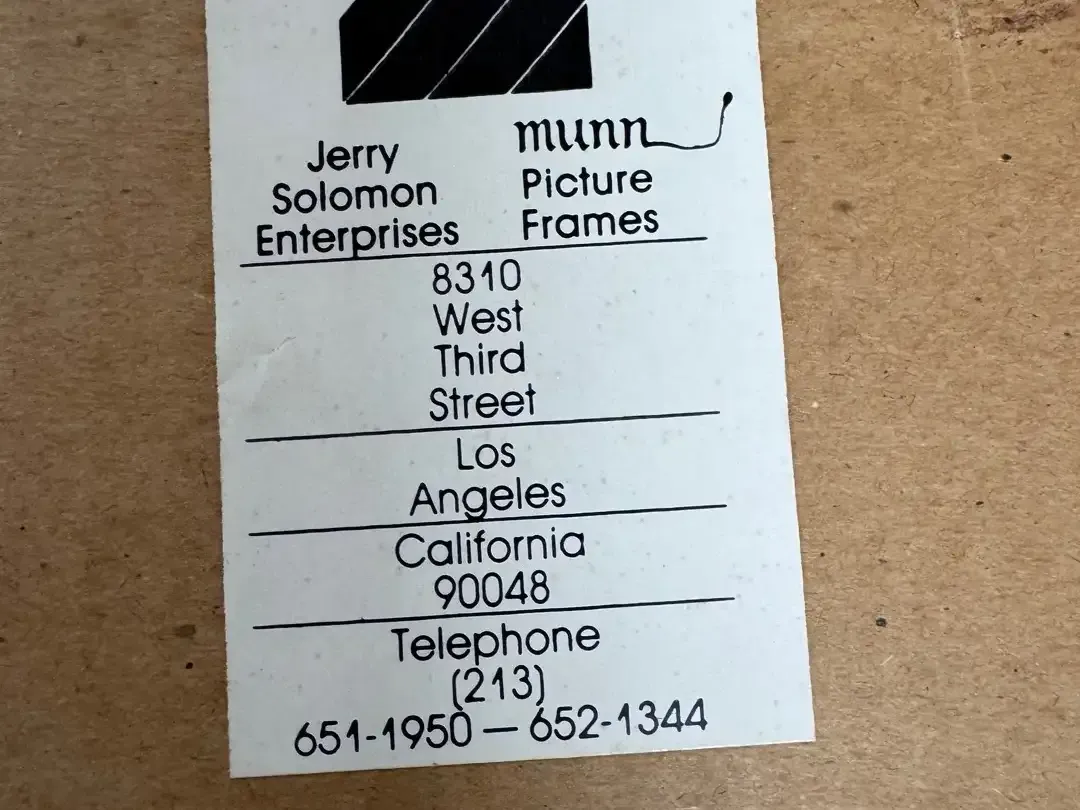 Jerry
Solomon
Enterprises
munn
Picture
Frames
8310
West
Third
Street
Los
Angeles
California
90048
Telephone
(213)
651-1950 — 652-1344